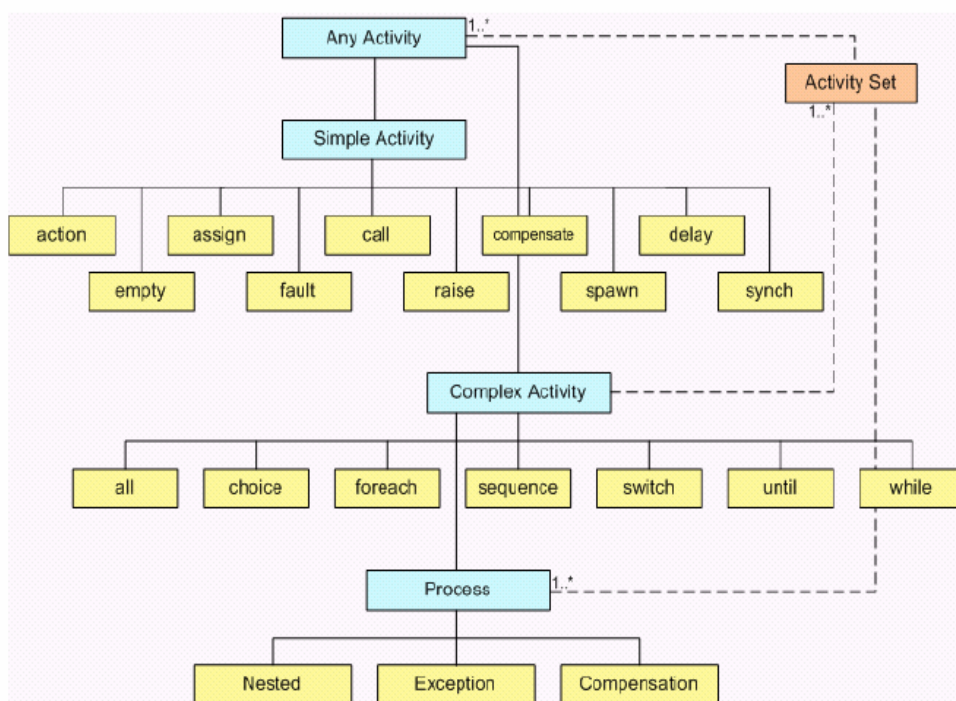 Any Activity
1..*
Activity Set
1..*
Simple Activity
action
assign
call
compensate
delay
empty
fault
raise
spawn
synch
Complex Activity
all
choice
foreach
sequence
switch
until
while
Process
1..*
Nested
Exception
Compensation